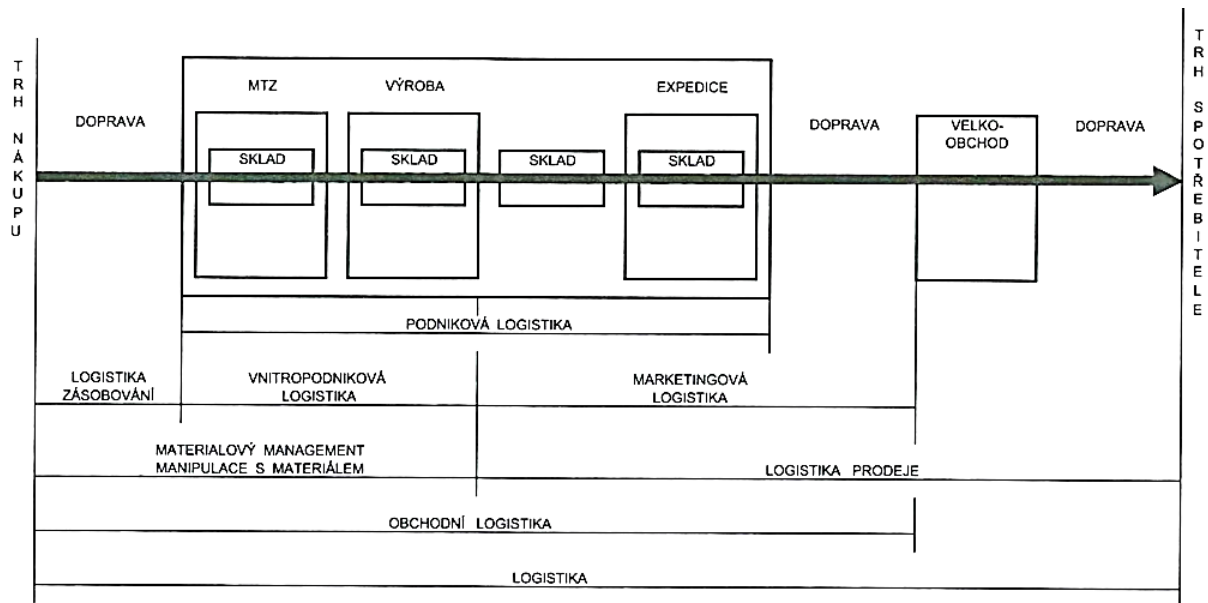 TRH NÁKUPU
TRH SPOTŘEBITELE
MTZ
VÝROBA
EXPEDICE
DOPRAVA
DOPRAVA
VELKO-
OBCHOD
DOPRAVA
SKLAD
SKLAD
SKLAD
SKLAD
PODNIKOVÁ LOGISTIKA
LOGISTIKA
ZÁSOBOVÁNÍ
VNITROPODNIKOVÁ
LOGISTIKA
MARKETINGOVÁ
LOGISTIKA
MATERIALOVÝ MANAGEMENT
MANIPULACE S MATERIÁLEM
LOGISTIKA PRODEJE
OBCHODNÍ LOGISTIKA
LOGISTIKA